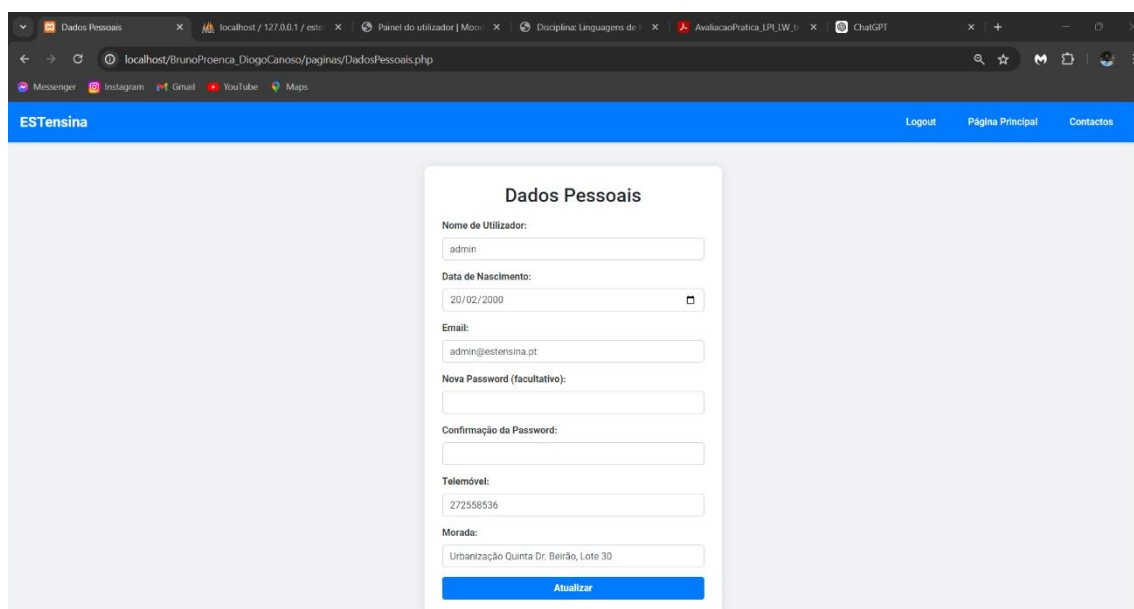 Dados Pessoais
localhost / 127.0.0.1 / este
Painel do utilizador | Mood
Disciplina: Linguagens de
AvaliacaoPratica_LPI_LW_t
ChatGPT
localhost/BrunoProenca_DiogoCanoso/paginas/DadosPessoais.php
Messenger Instagram Gmail YouTube Maps
ESTensina Logout Página Principal Contactos
Dados Pessoais
Nome de Utilizador:
admin
Data de Nascimento:
20/02/2000
Email:
admin@estensina.pt
Nova Password (facultativo):
Confirmação da Password:
Telemóvel:
272558536
Morada:
Urbanização Quinta Dr. Beirão, Lote 30
Atualizar